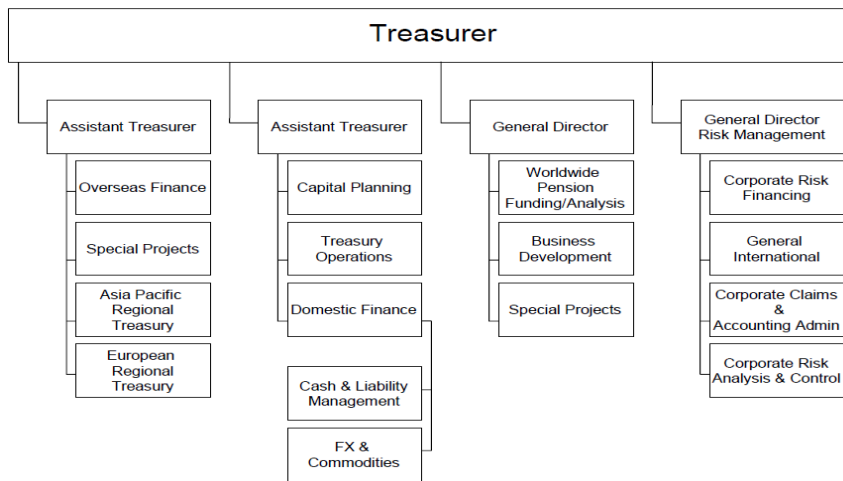 Treasurer
Assistant Treasurer
Overseas Finance
Special Projects
Asia Pacific
Regional
Treasury
European
Regional
Treasury
Assistant Treasurer
Capital Planning
Treasury
Operations
Domestic Finance
Cash & Liability
Management
FX &
Commodities
General Director
Worldwide
Pension
Funding/Analysis
Business
Development
Special Projects
General Director
Risk Management
Corporate Risk
Financing
General
International
Corporate Claims
&
Accounting Admin
Corporate Risk
Analysis & Control